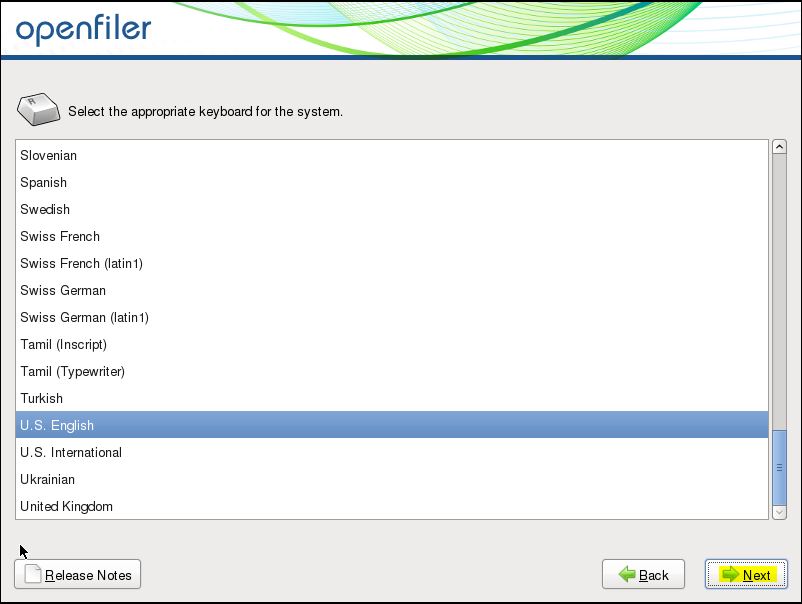 openfiler
R
Select the appropriate keyboard for the system.
Slovenian
Spanish
Swedish
Swiss French
Swiss French (latin1)
Swiss German
Swiss German (latin1)
Tamil (Inscript)
Tamil (Typewriter)
Turkish
U.S. English
U.S. International
Ukrainian
United Kingdom
Release Notes
Back
Next